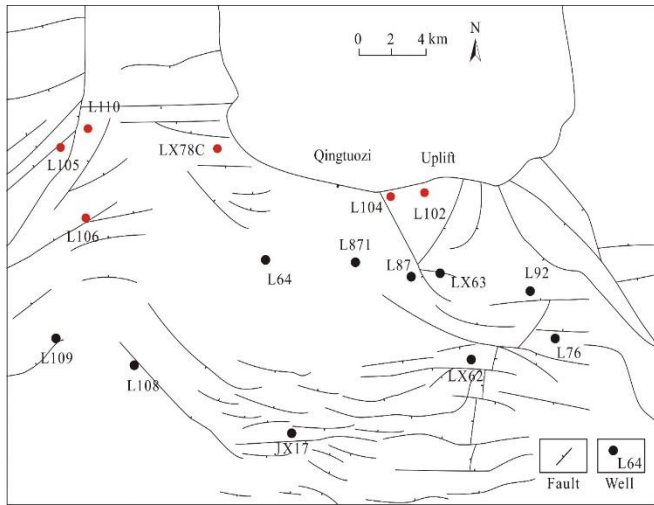 N
0 2 4 km
L110
L105
LX78C
Qingtuozi Uplift
L104
L102
L106
L64
L871
L87
LX63
L92
L109
L108
LX62
L76
JX17
L64
Fault
Well